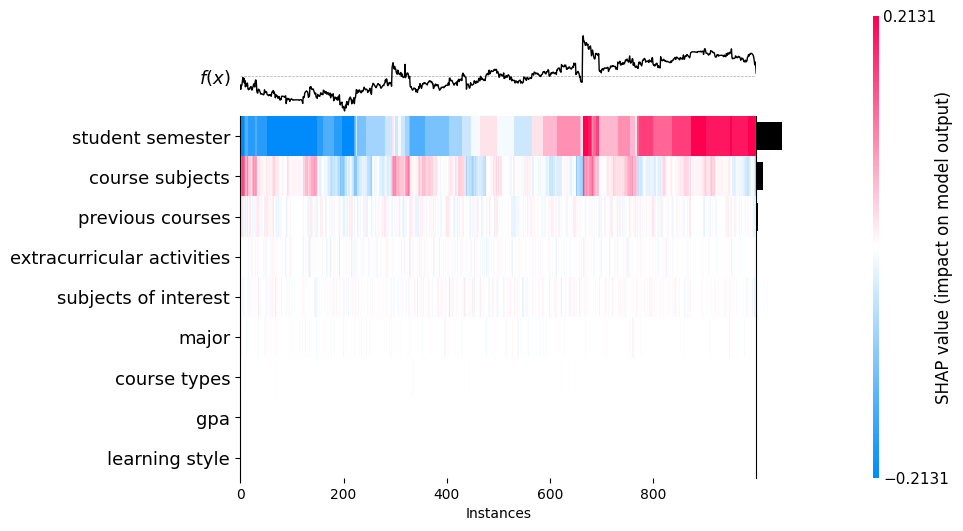 0.2131
f(x)
student semester
course subjects
previous courses
extracurricular activities
subjects of interest
major
course types
gpa
learning style
SHAP value (impact on model output)
−0.2131
0 200 400 600 800
Instances